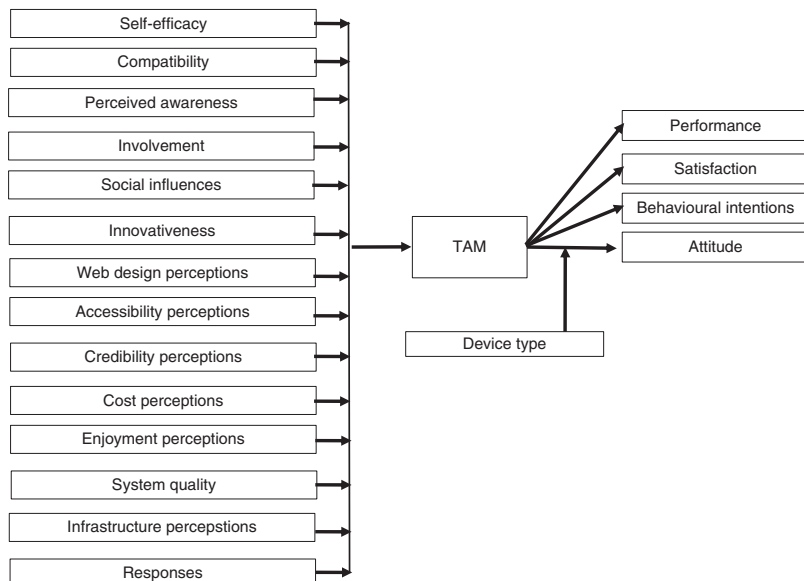 Self-efficacy
Compatibility
Perceived awareness
Involvement
Social influences
Innovativeness
Web design perceptions
Accessibility perceptions
Credibility perceptions
Cost perceptions
Enjoyment perceptions
System quality
Infrastructure percepstions
Responses
TAM
Device type
Performance
Satisfaction
Behavioural intentions
Attitude